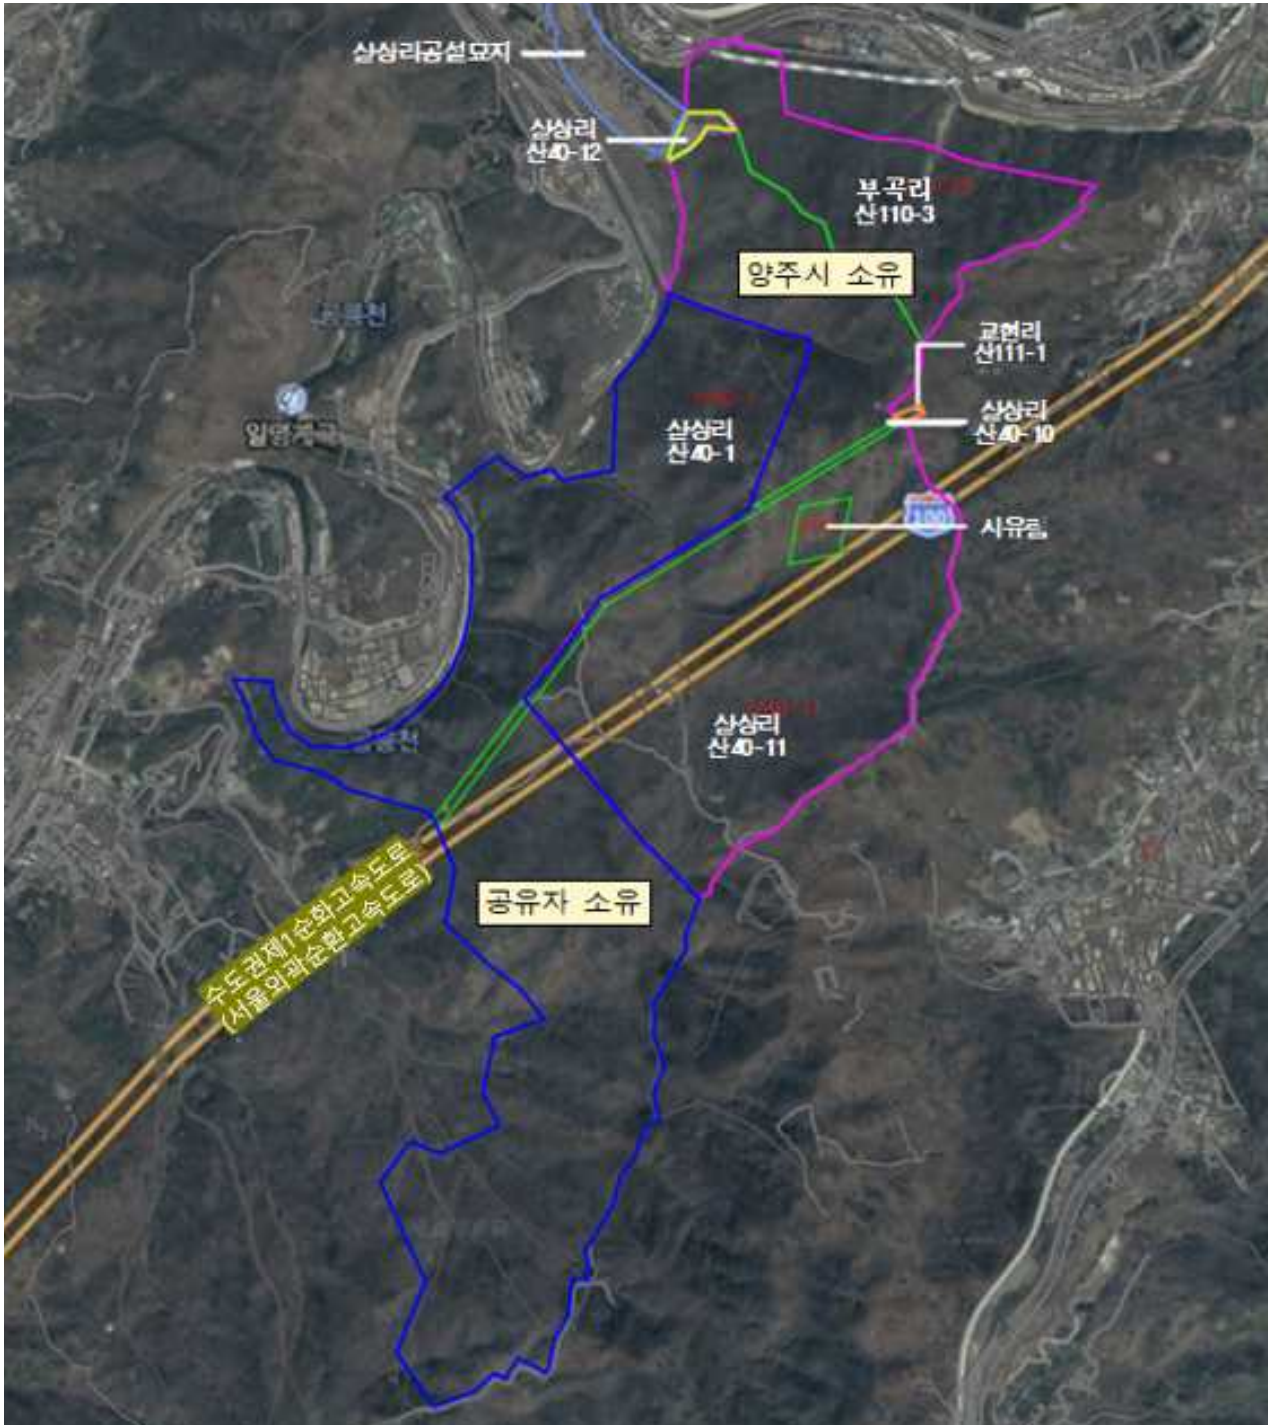 삼상리공설묘지
삼상리
산40-12
부곡리
산110-3
양주시 소유
교현리
산111-1
삼상리
산40-1
삼상리
산40-10
100
시유림
삼상리
산40-11
수도권제1순환고속도로
(서울외곽순환고속도로)
공유자 소유